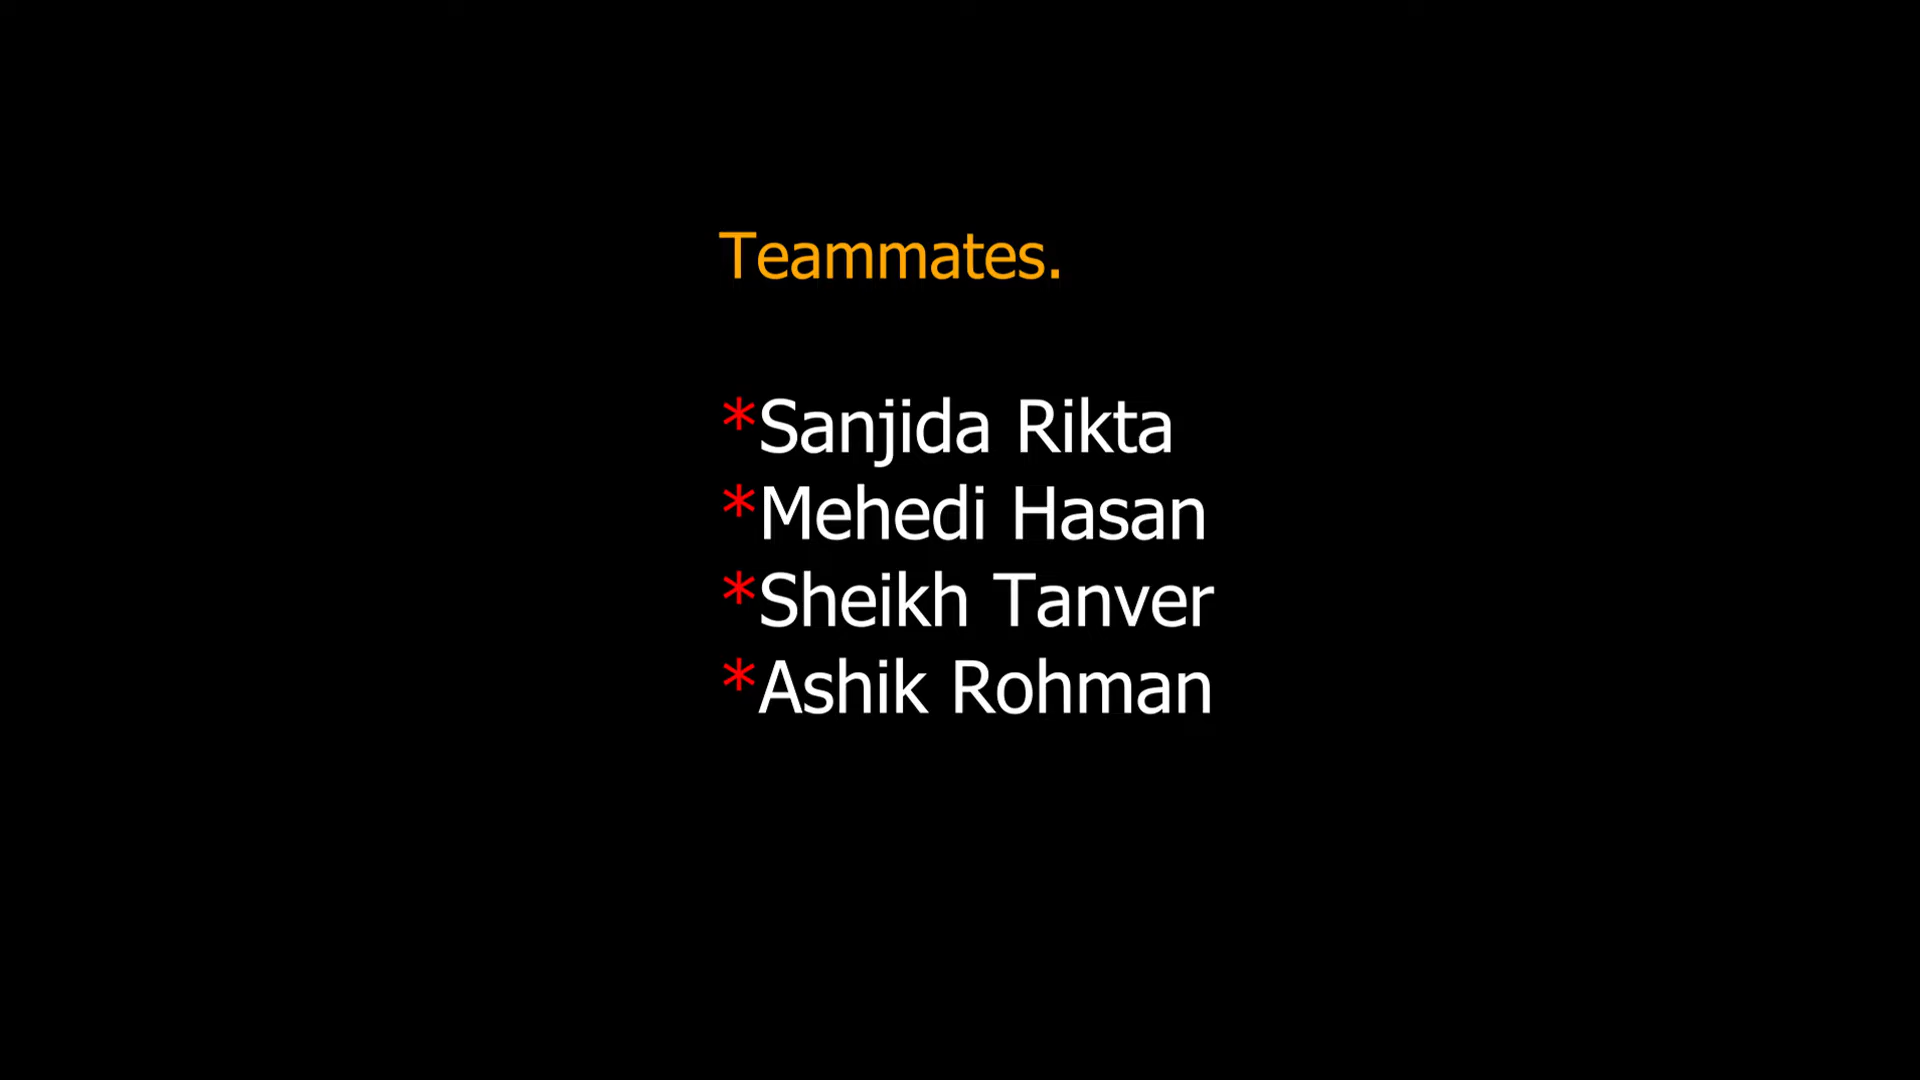 Teammates.
*Sanjida Rikta
*Mehedi Hasan
*Sheikh Tanver
*Ashik Rohman